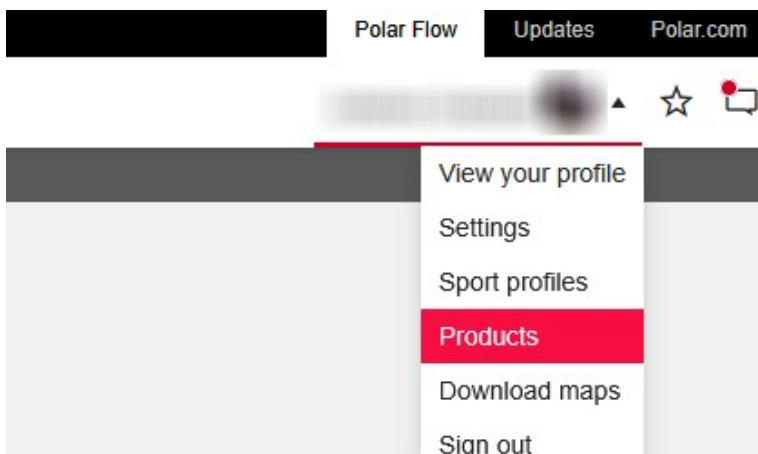 Polar Flow Updates Polar.com
View your profile
Settings
Sport profiles
Products
Download maps
Sign out